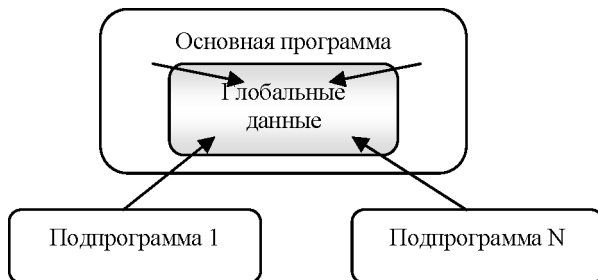 Основная программа
Глобальные
данные
Подпрограмма 1
Подпрограмма N